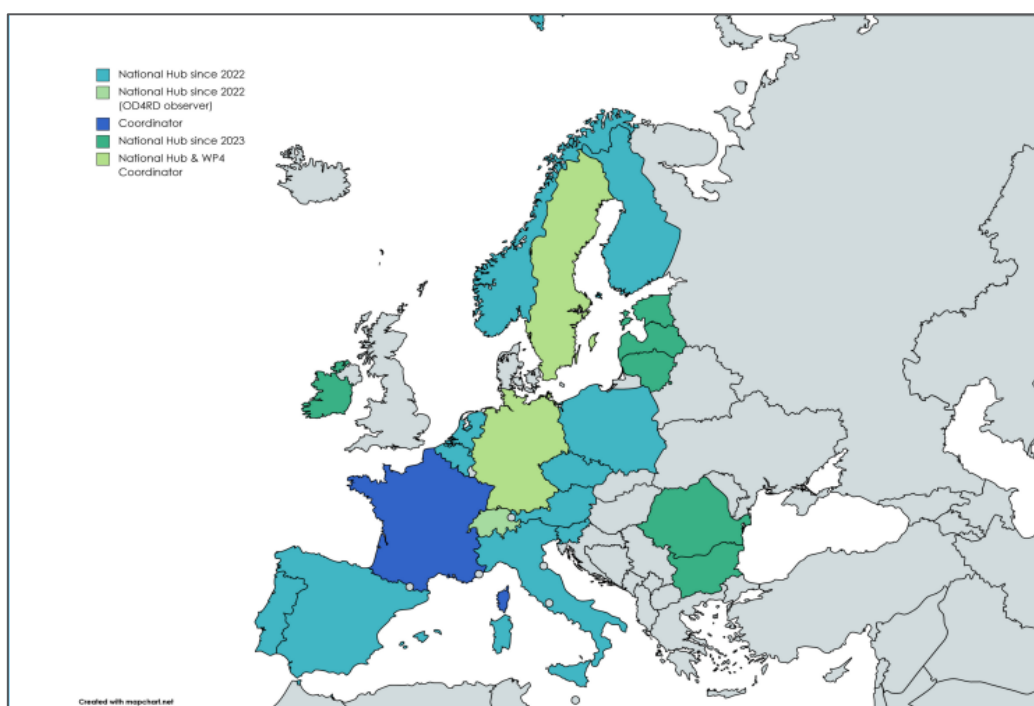 National Hub since 2022
National Hub since 2022
(OD4RD observer)
Coordinator
National Hub since 2023
National Hub & WP4
Coordinator
Created with mapchart.net